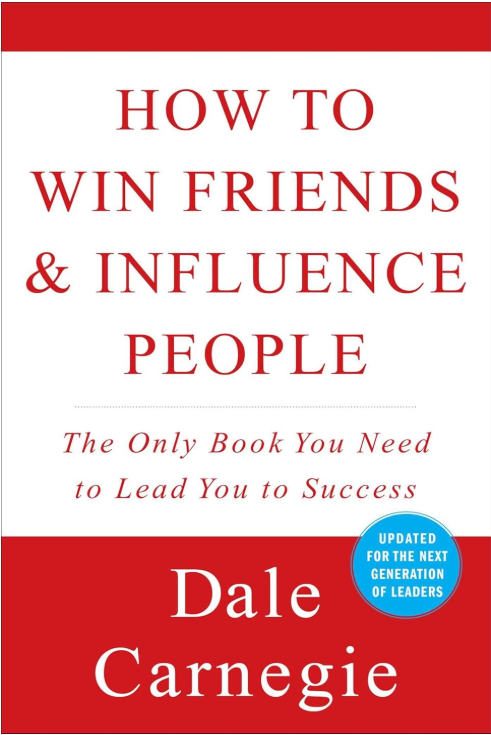 HOW TO
WIN FRIENDS
& INFLUENCE
PEOPLE
The Only Book You Need
to Lead You to Success
UPDATED
FOR THE NEXT
GENERATION
OF LEADERS
Dale
Carnegie